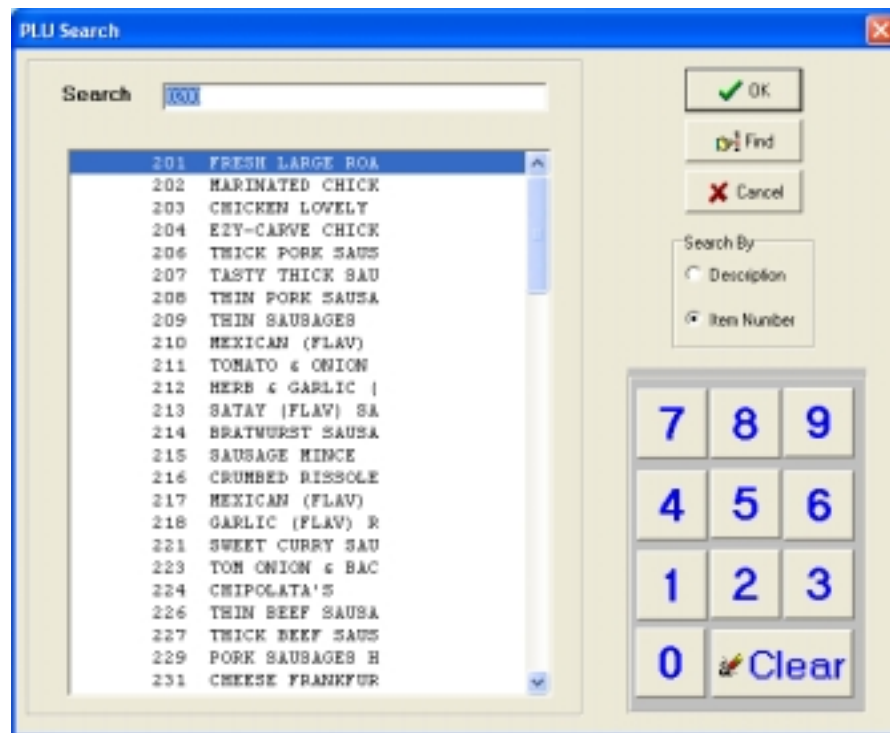 PLU Search
Search 0200
201 FRESH LARGE ROA
202 MARINATED CHICK
203 CHICKEN LOVELY
204 EZY-CARVE CHICK
206 THICK PORK SAUS
207 TASTY THICK SAU
208 THIN PORK SAUSA
209 THIN SAUSAGES
210 MEXICAN (FLAV)
211 TOMATO & ONION
212 HERB & GARLIC (
213 SATAY (FLAV) SA
214 BRATWURST SAUSA
215 SAUSAGE MINCE
216 CRUMBED RISSOLE
217 MEXICAN (FLAV)
218 GARLIC (FLAV) R
221 SWEET CURRY SAU
223 TOM ONION & BAC
224 CHIPOLATA'S
226 THIN BEEF SAUSA
227 THICK BEEF SAUS
229 PORK SAUSAGES H
231 CHEESE FRANKFUR
OK
Find
Cancel
Search By
Description
Item Number
7 8 9
4 5 6
1 2 3
0 Clear